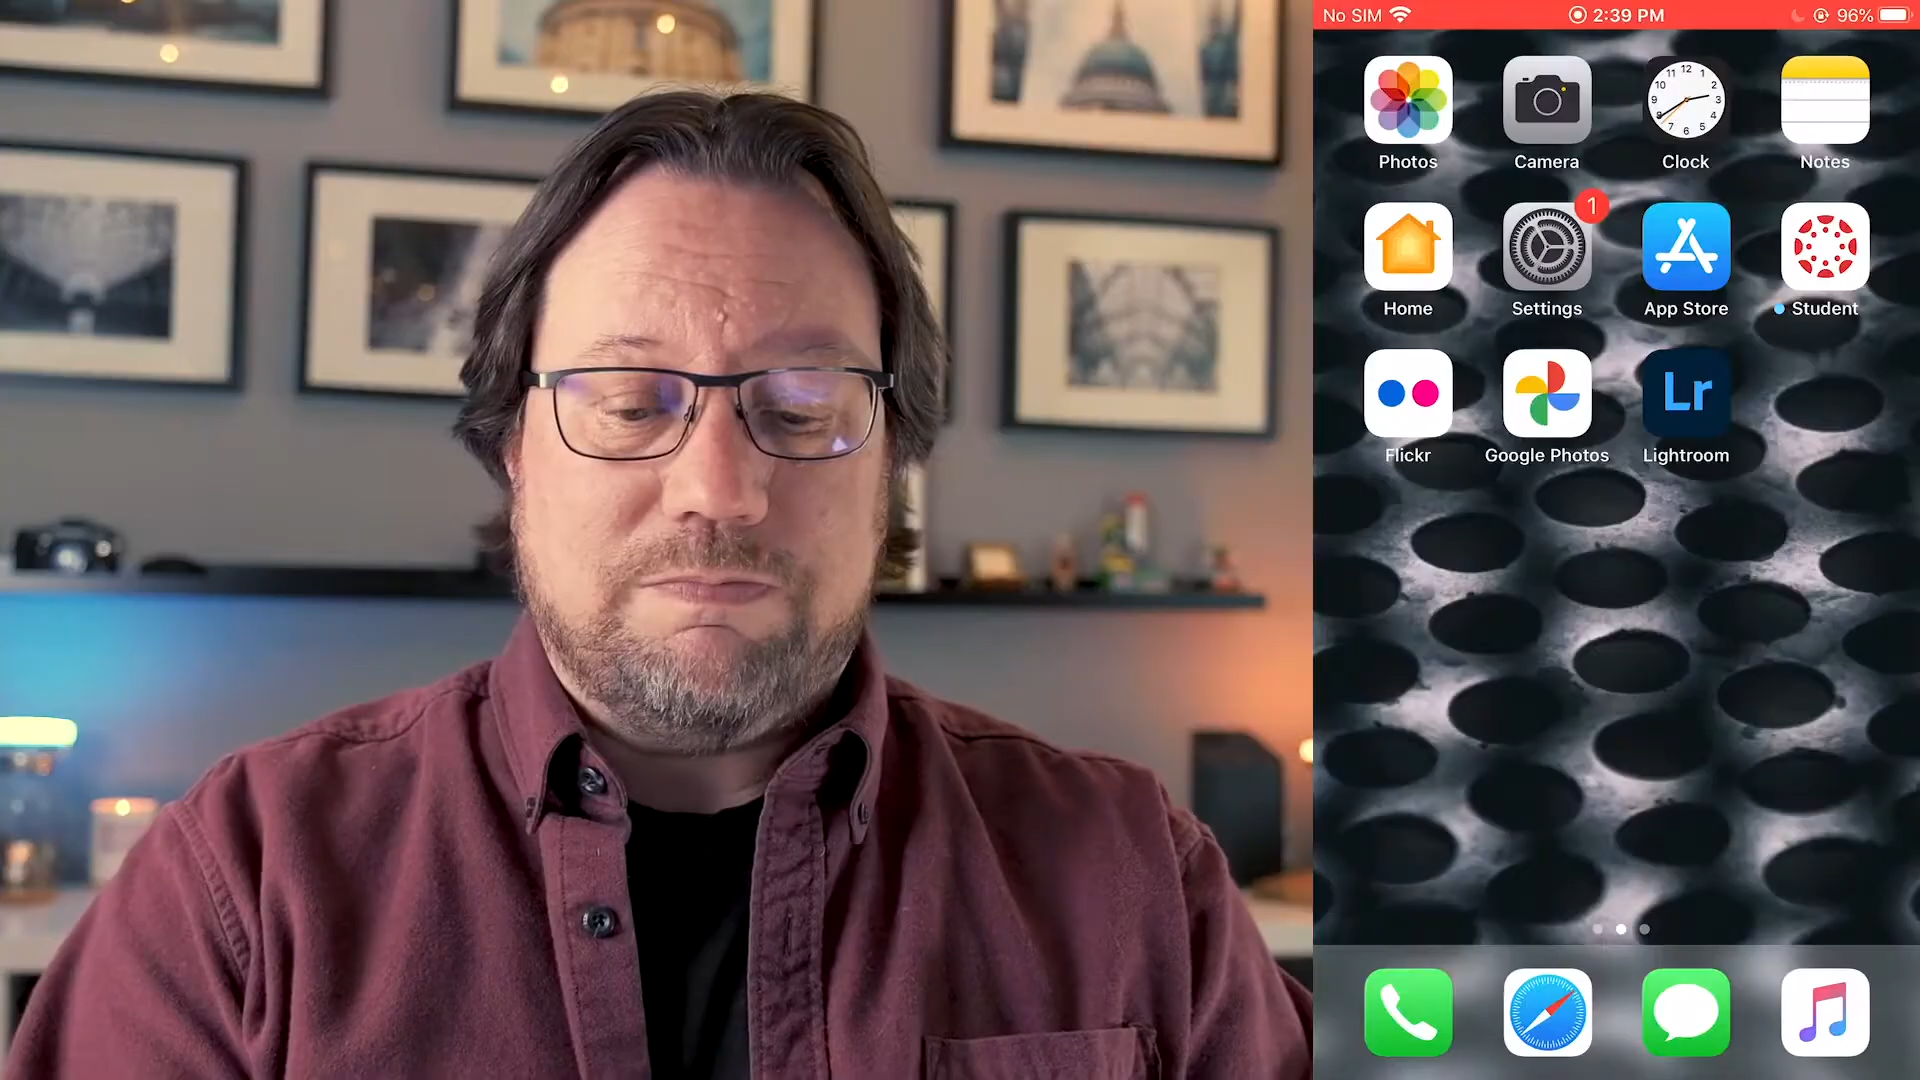 No SIM 2:39 PM 96%
Photos Camera Clock Notes
1
Home Settings App Store Student
Lr
Flickr Google Photos Lightroom